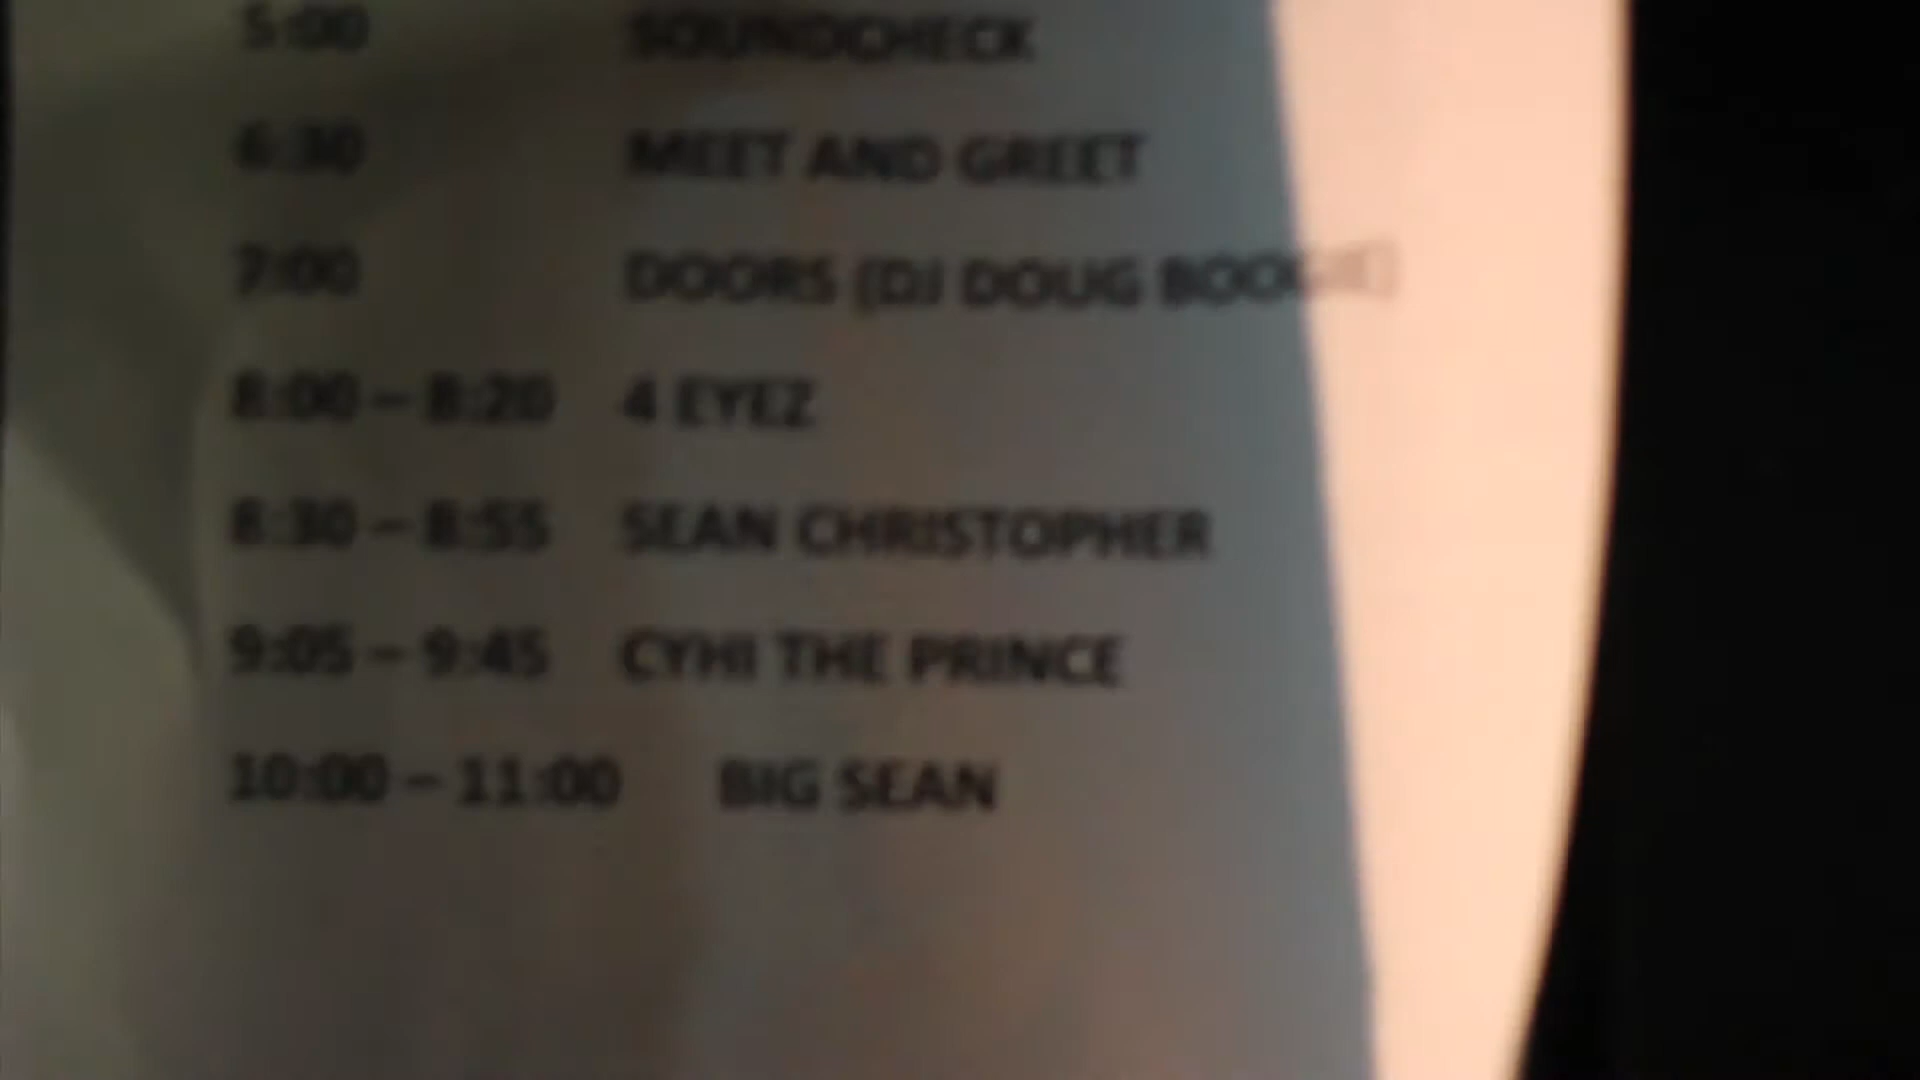 5:00 SOUNDCHECK
6:30 MEET AND GREET
7:00 DOORS (DJ DOUG BOOGIE)
8:00 – 8:20 4 EYEZ
8:30 – 8:55 SEAN CHRISTOPHER
9:05 – 9:45 CYHI THE PRINCE
10:00 – 11:00 BIG SEAN